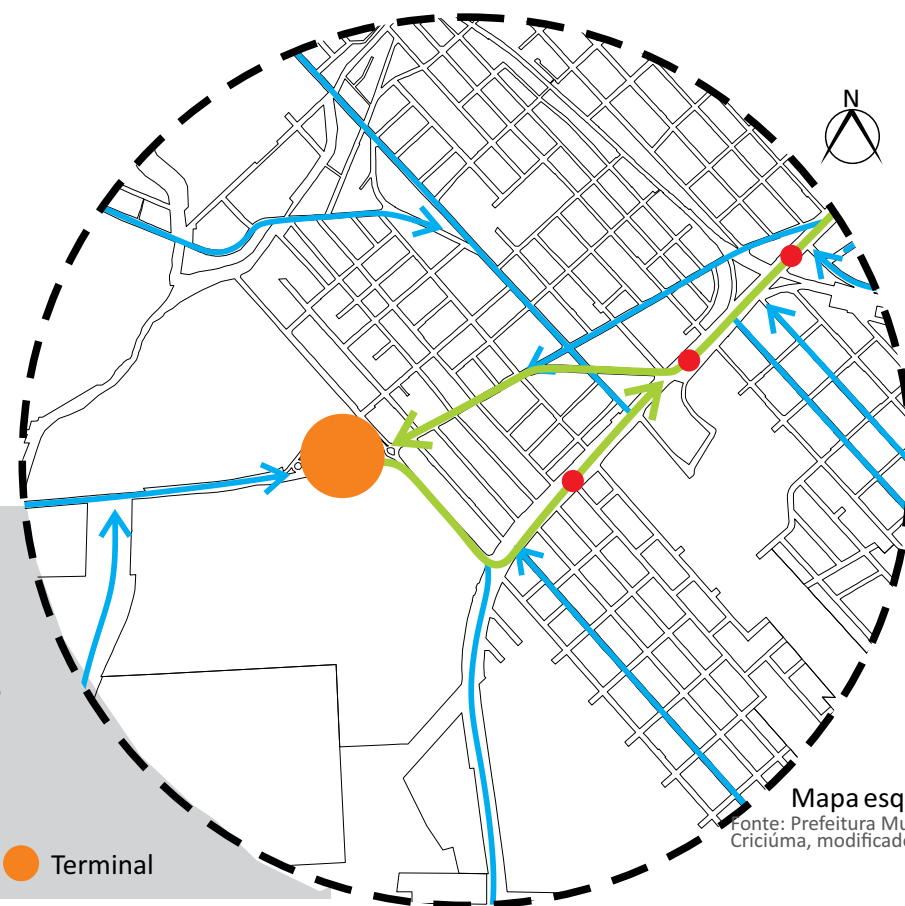 N
Mapa esq
Fonte: Prefeitura Mu
Criciúma, modificado
Terminal